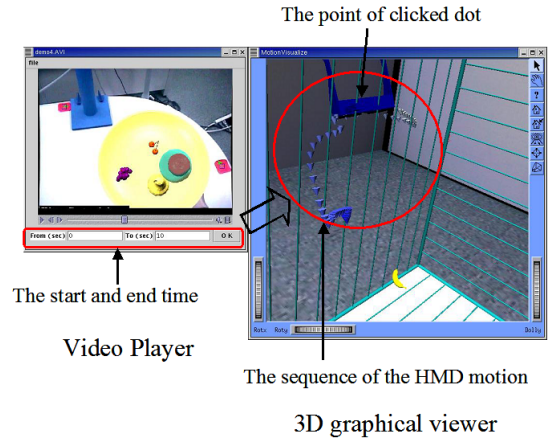 The point of clicked dot
demo4.AVI
MotionVisualize
File
?
From (sec) 0 To (sec) 10 OK
Rotx Roty Dolly
The start and end time
Video Player
The sequence of the HMD motion
3D graphical viewer